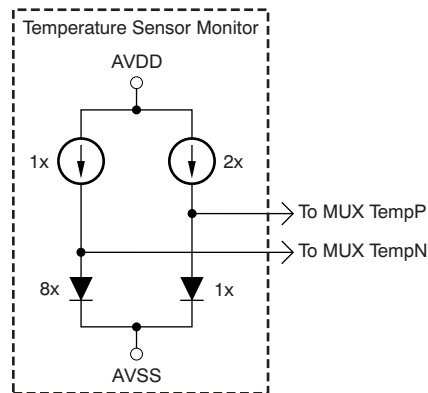 Temperature Sensor Monitor
AVDD
1x
2x
To MUX TempP
To MUX TempN
8x
1x
AVSS